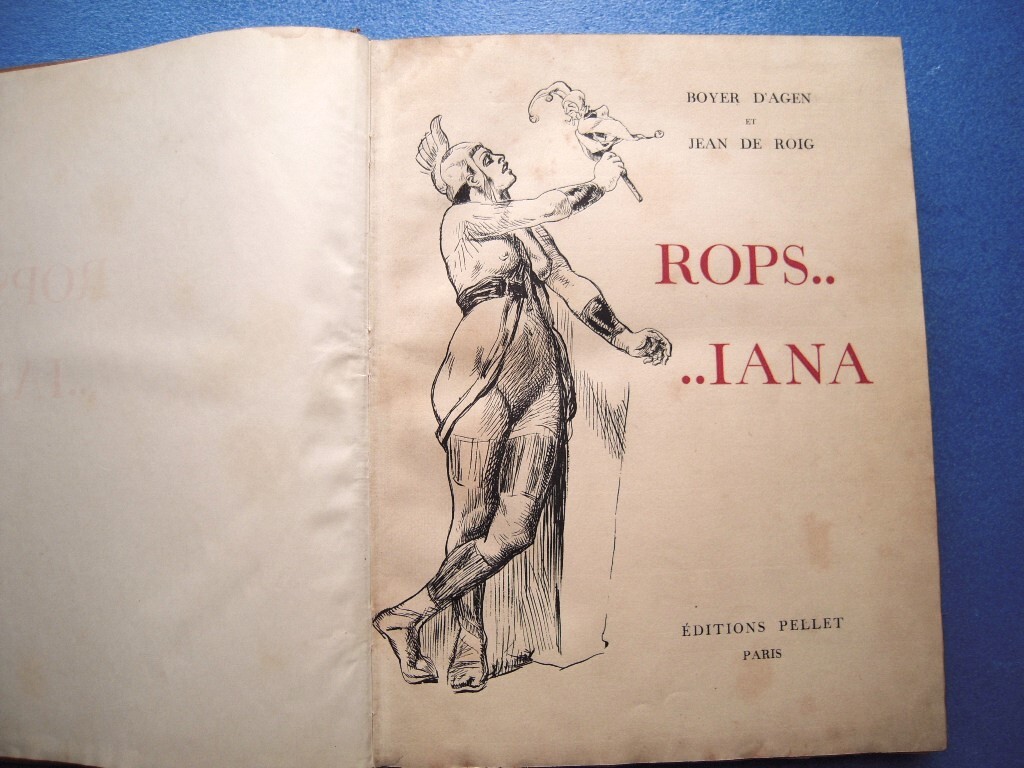 BOYER D'AGEN
ET
JEAN DE ROIG
ROPS..
..IANA
ÉDITIONS PELLET
PARIS